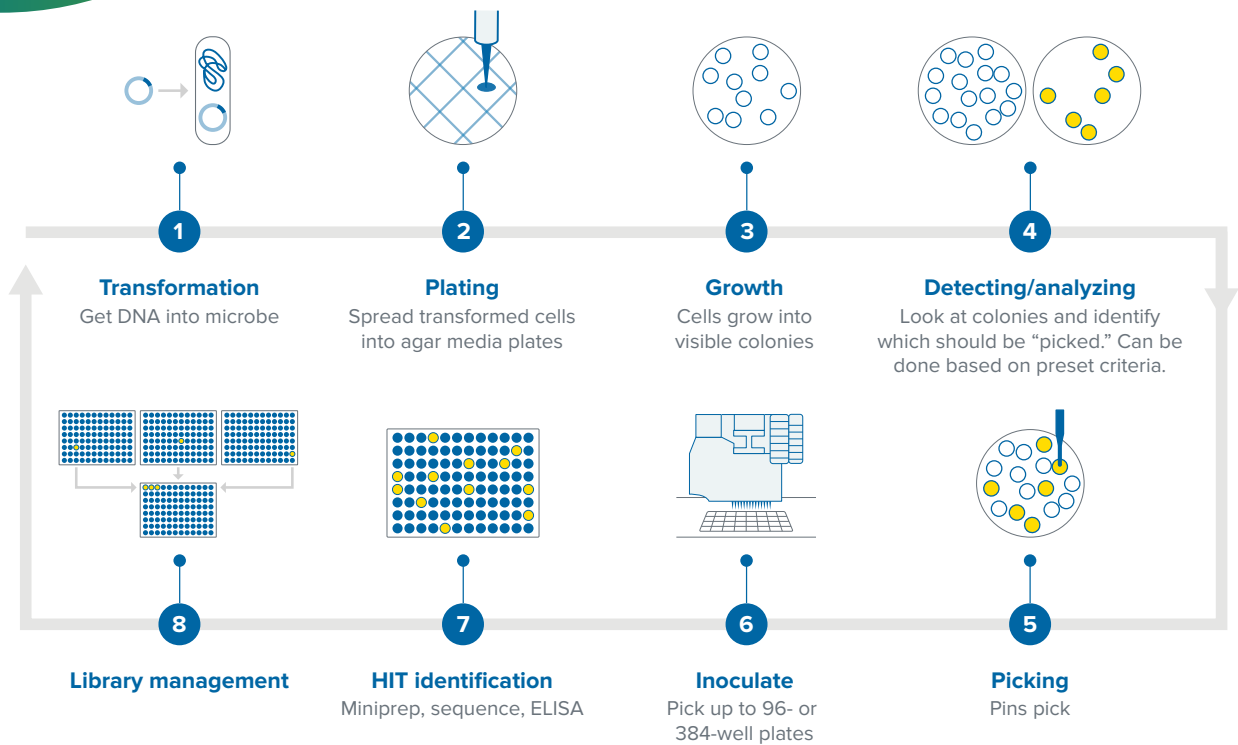 1
Transformation
Get DNA into microbe
2
Plating
Spread transformed cells
into agar media plates
3
Growth
Cells grow into
visible colonies
4
Detecting/analyzing
Look at colonies and identify
which should be “picked.” Can be
done based on preset criteria.
5
Picking
Pins pick
6
Inoculate
Pick up to 96- or
384-well plates
7
HIT identification
Miniprep, sequence, ELISA
8
Library management